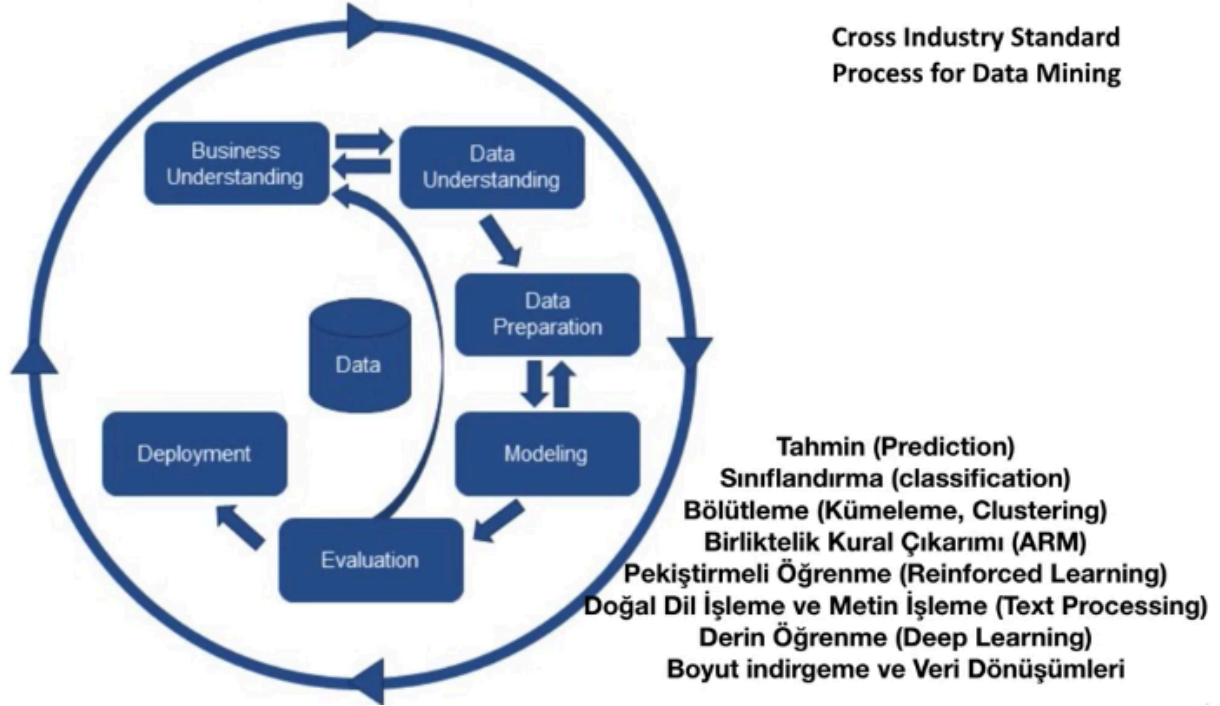 Cross Industry Standard
Process for Data Mining
Business
Understanding
Data
Understanding
Data
Preparation
Data
Modeling
Deployment
Evaluation
Tahmin (Prediction)
Sınıflandırma (classification)
Bölütleme (Kümeleme, Clustering)
Birliktelik Kural Çıkarımı (ARM)
Pekiştirmeli Öğrenme (Reinforced Learning)
Doğal Dil İşleme ve Metin İşleme (Text Processing)
Derin Öğrenme (Deep Learning)
Boyut indirgeme ve Veri Dönüşümleri